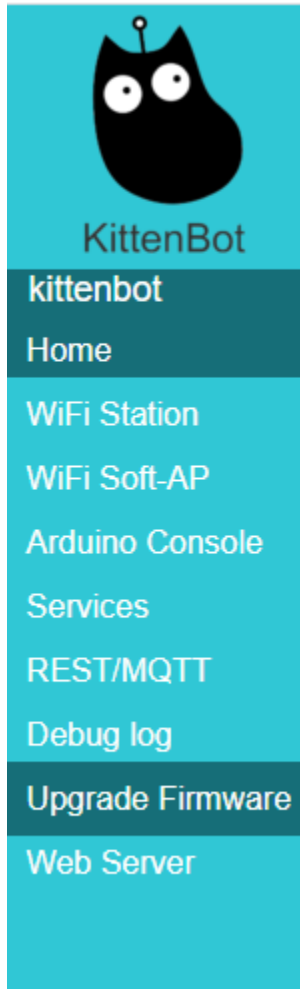 KittenBot
kittenbot
Home
WiFi Station
WiFi Soft-AP
Arduino Console
Services
REST/MQTT
Debug log
Upgrade Firmware
Web Server